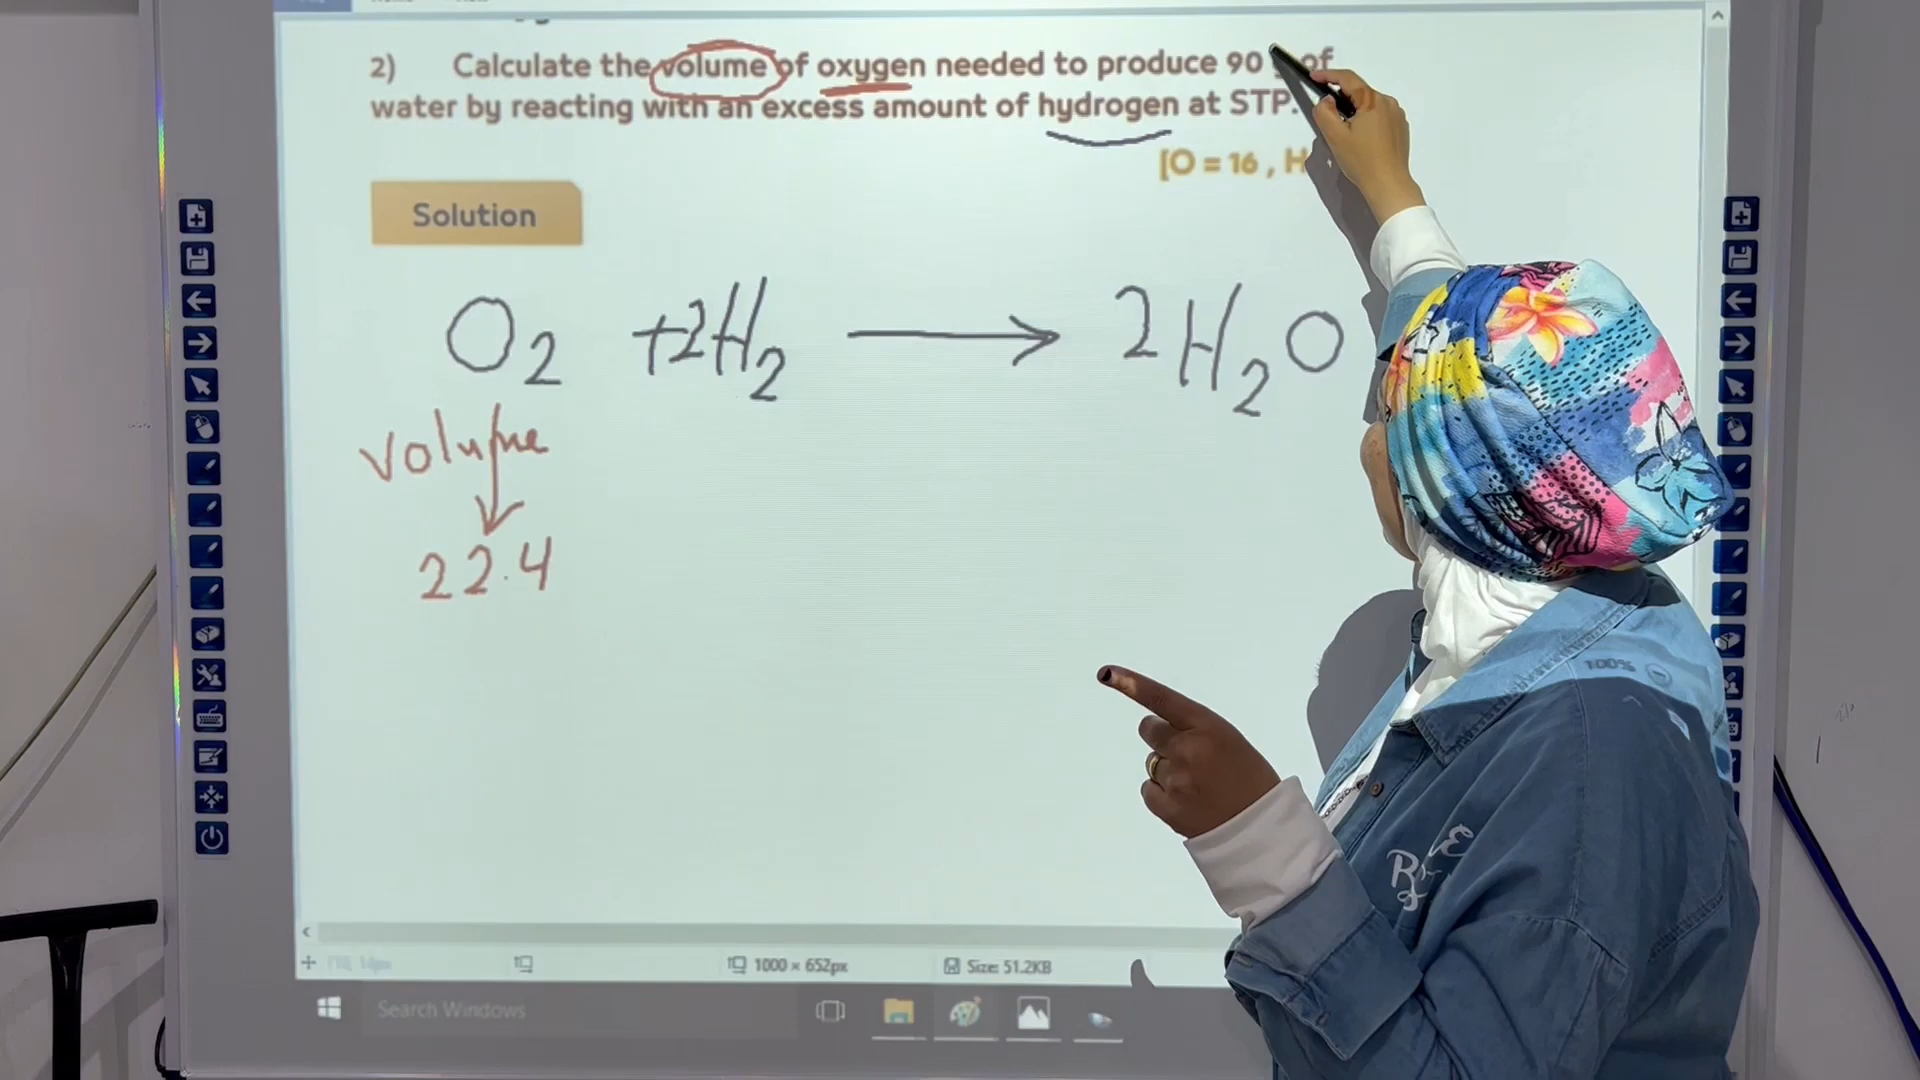 2) Calculate the volume of oxygen needed to produce 90 g of
water by reacting with an excess amount of hydrogen at STP.
[O = 16 , H
Solution
O2 +2H2 → 2H2O
volume
22.4
100%
1000 × 652px
Size: 51.2KB
Search Windows